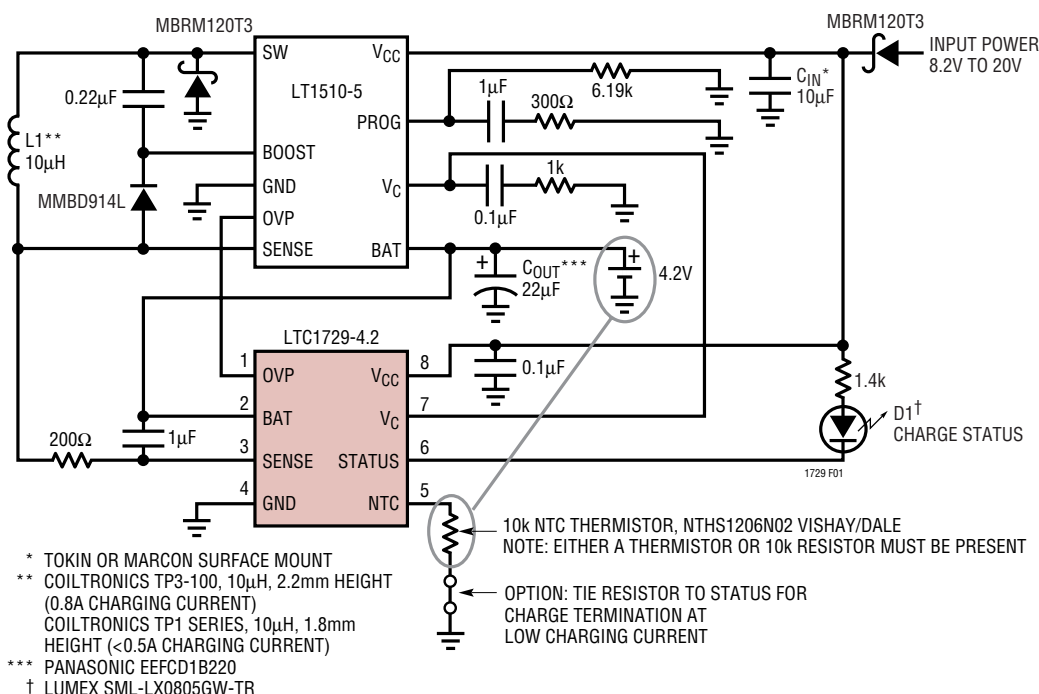 MBRM120T3
MBRM120T3
INPUT POWER
8.2V TO 20V
SW
VCC
LT1510-5
0.22µF
1µF
6.19k
CIN*
10µF
300Ω
PROG
L1**
10µH
BOOST
1k
MMBD914L
GND
VC
0.1µF
OVP
SENSE
BAT
+
COUT***
22µF
+
4.2V
LTC1729-4.2
1
OVP
VCC
8
0.1µF
1.4k
2
BAT
VC
7
D1†
CHARGE STATUS
200Ω
1µF
3
SENSE
STATUS
6
1729 F01
4
GND
NTC
5
10k NTC THERMISTOR, NTHS1206N02 VISHAY/DALE
NOTE: EITHER A THERMISTOR OR 10k RESISTOR MUST BE PRESENT
OPTION: TIE RESISTOR TO STATUS FOR
CHARGE TERMINATION AT
LOW CHARGING CURRENT
* TOKIN OR MARCON SURFACE MOUNT
** COILTRONICS TP3-100, 10µH, 2.2mm HEIGHT
(0.8A CHARGING CURRENT)
COILTRONICS TP1 SERIES, 10µH, 1.8mm
HEIGHT (<0.5A CHARGING CURRENT)
*** PANASONIC EEFCD1B220
† LUMEX SML-LX0805GW-TR